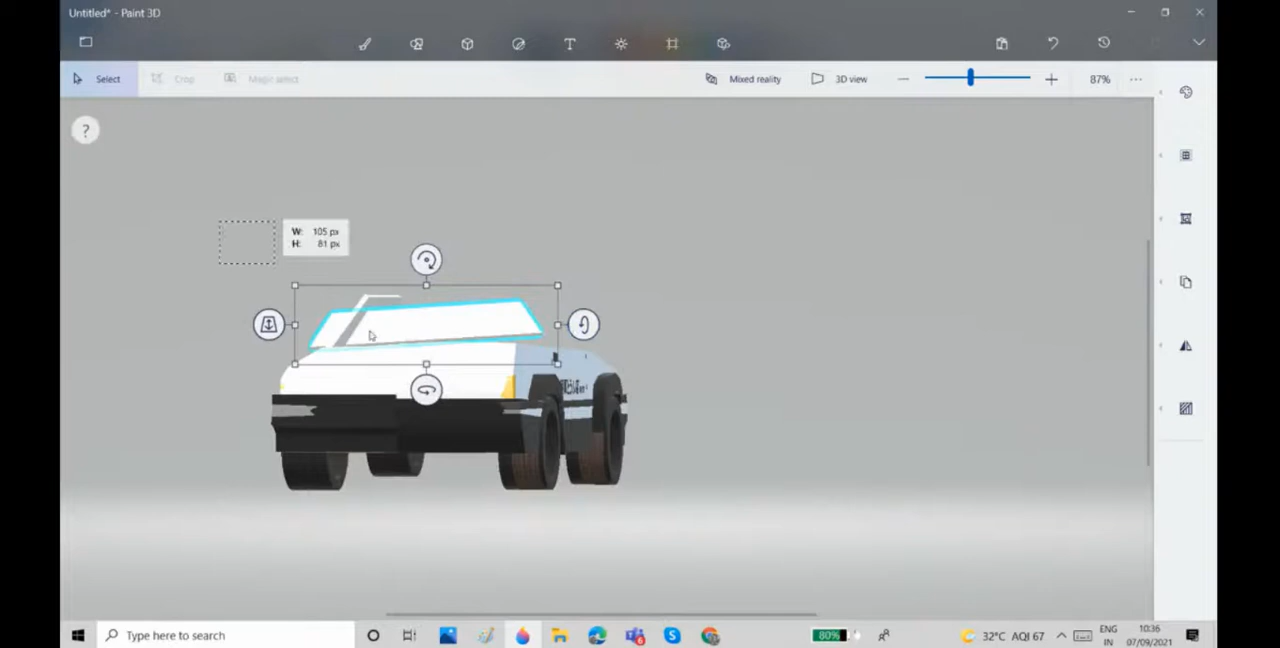 Untitled* - Paint 3D
Select
Crop
Magic select
Mixed reality
3D view
87%
?
W: 105 px
H: 81 px
Type here to search
6
80%
32°C AQI 67
ENG
IN
10:36
07/09/2021